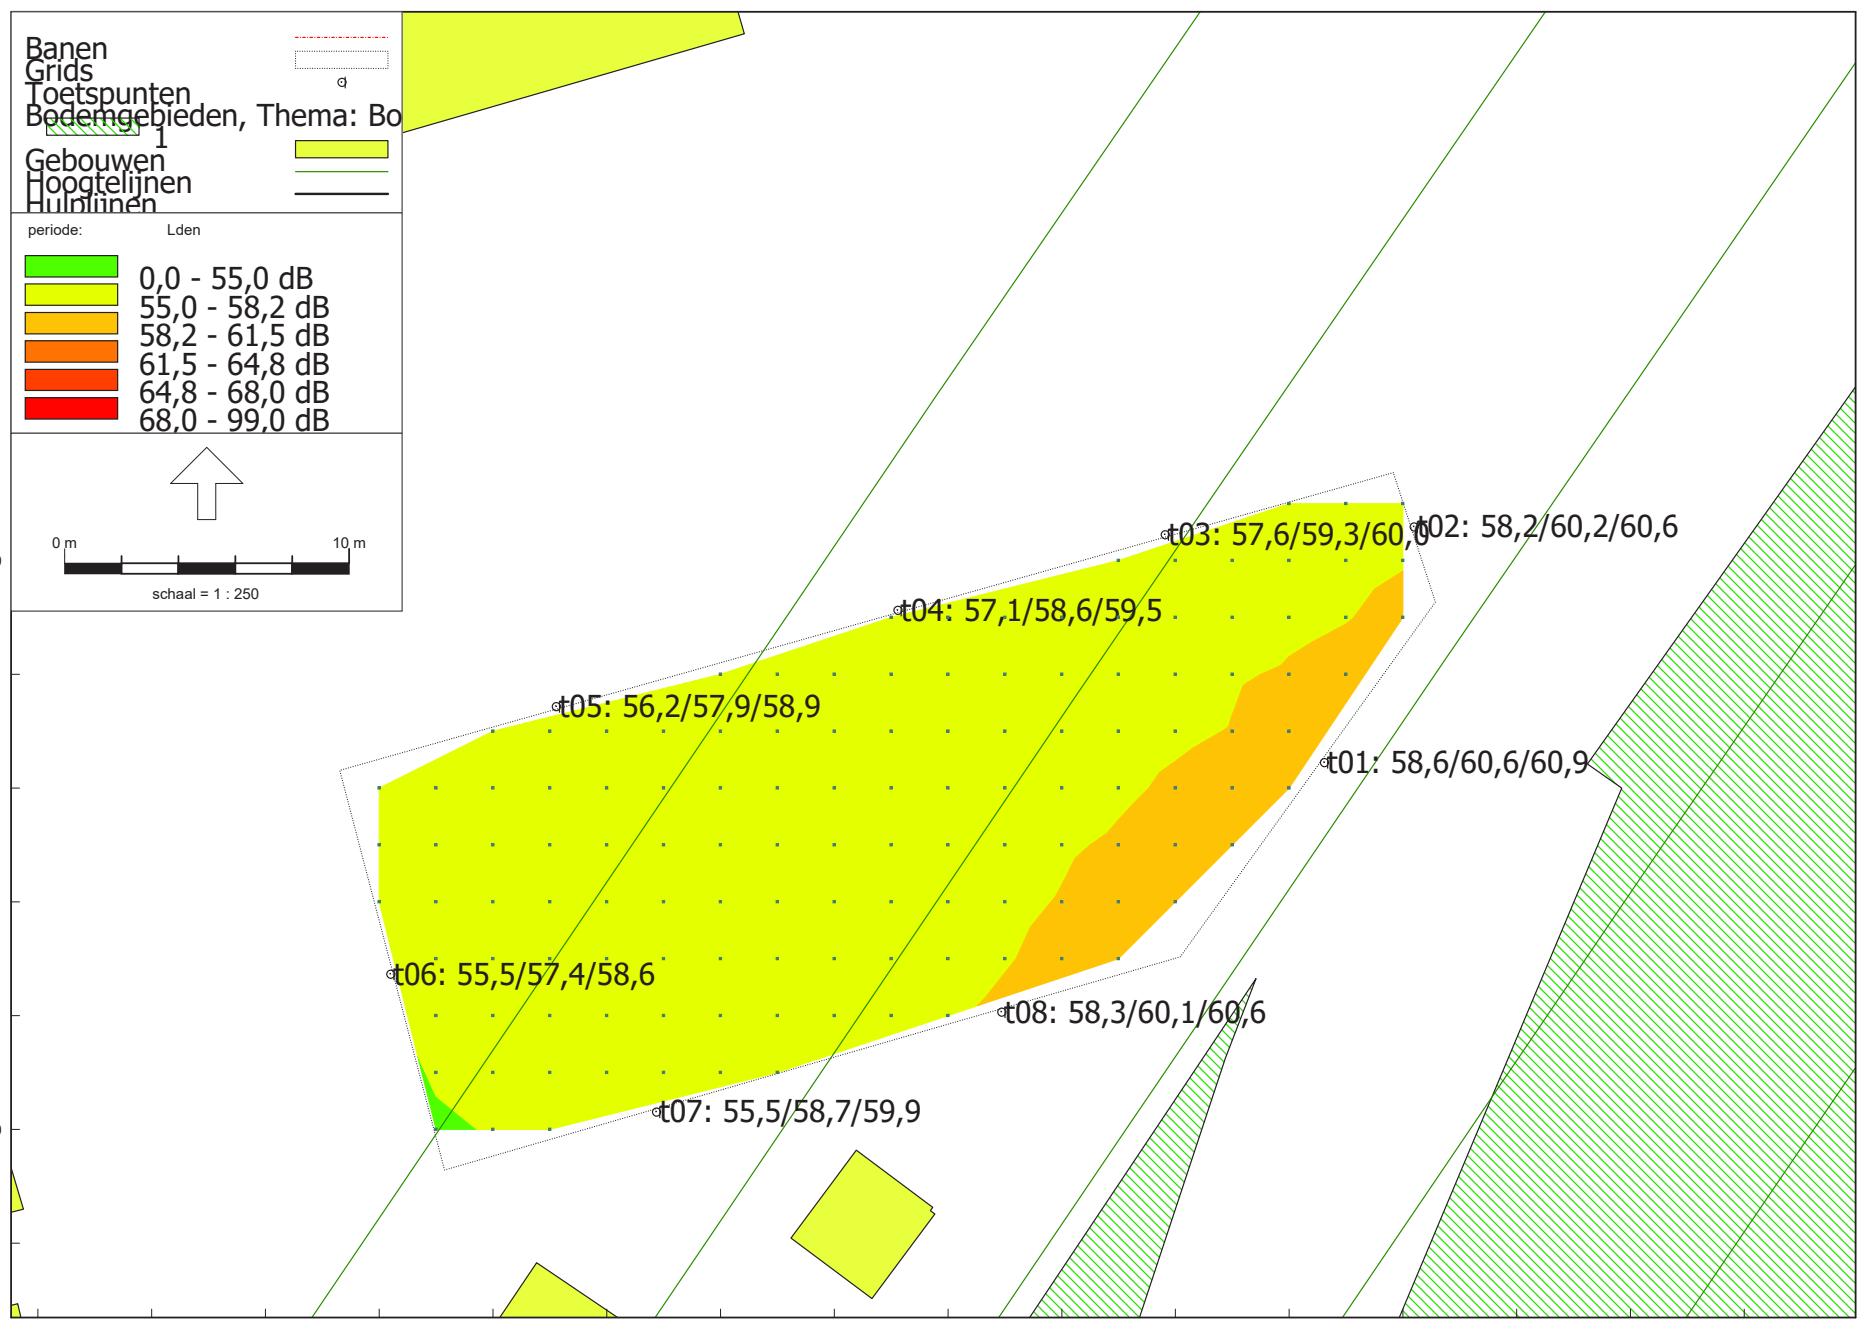 Banen
Grids
Toetspunten
Bodemgebieden, Thema: Bo
1
Gebouwen
Hoogtelijnen
Hulplijnen
periode: Lden
0,0 - 55,0 dB
55,0 - 58,2 dB
58,2 - 61,5 dB
61,5 - 64,8 dB
64,8 - 68,0 dB
68,0 - 99,0 dB
0 m 10 m
schaal = 1 : 250
t02: 58,2/60,2/60,6
t03: 57,6/59,3/60,0
t04: 57,1/58,6/59,5
t05: 56,2/57,9/58,9
t01: 58,6/60,6/60,9
t06: 55,5/57,4/58,6
t08: 58,3/60,1/60,6
t07: 55,5/58,7/59,9